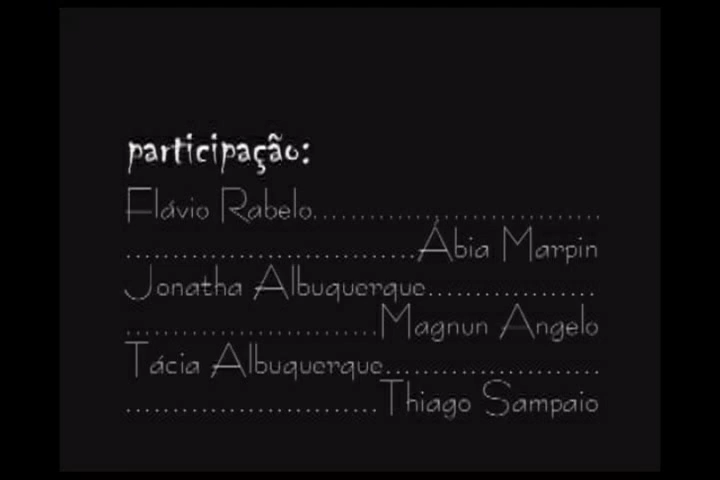 participação:
Flávio Rabelo...............................
...............................Ábia Marpin
Jonatha Albuquerque..................
...........................Magnun Angelo
Tácia Albuquerque.......................
...........................Thiago Sampaio